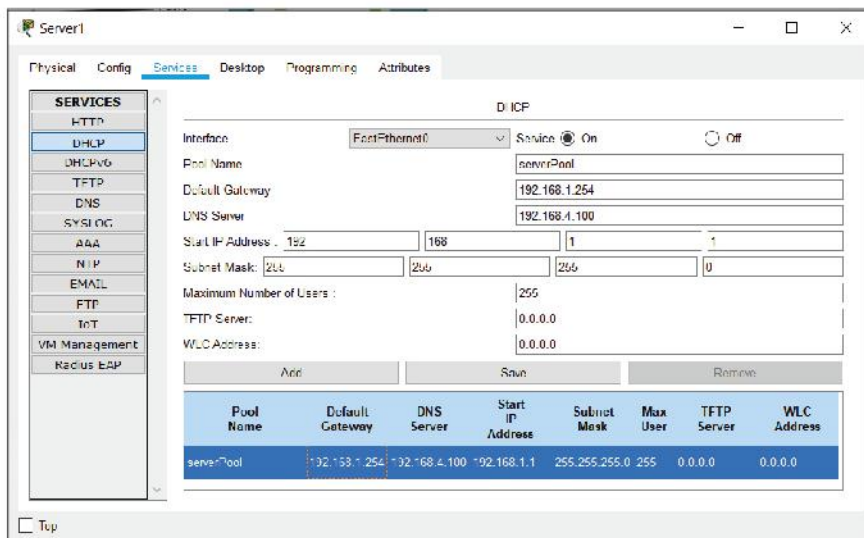 Server1
Physical Config Services Desktop Programming Attributes
SERVICES
HTTP
DHCP
DHCPv6
TFTP
DNS
SYSLOG
AAA
NTP
EMAIL
FTP
IoT
VM Management
Radius EAP
DHCP
Interface FastEthernet0 Service On Off
Pool Name serverPool
Default Gateway 192.168.1.254
DNS Server 192.168.4.100
Start IP Address : 192 168 1 1
Subnet Mask: 255 255 255 0
Maximum Number of Users : 255
TFTP Server: 0.0.0.0
WLC Address: 0.0.0.0
Add Save Remove
Pool Name Default Gateway DNS Server Start IP Address Subnet Mask Max User TFTP Server WLC Address
serverPool 192.168.1.254 192.168.4.100 192.168.1.1 255.255.255.0 255 0.0.0.0 0.0.0.0
Top